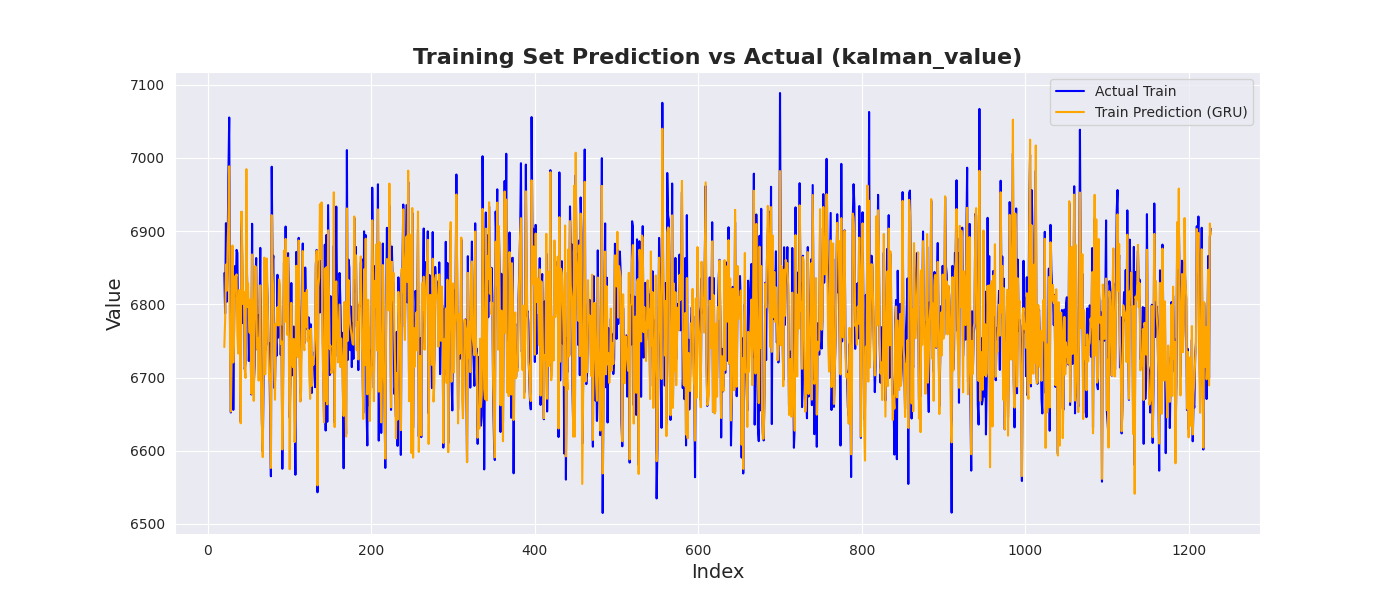 Training Set Prediction vs Actual (kalman_value)
Actual Train
Train Prediction (GRU)
7100
7000
6900
6800
6700
6600
6500
Value
0 200 400 600 800 1000 1200
Index